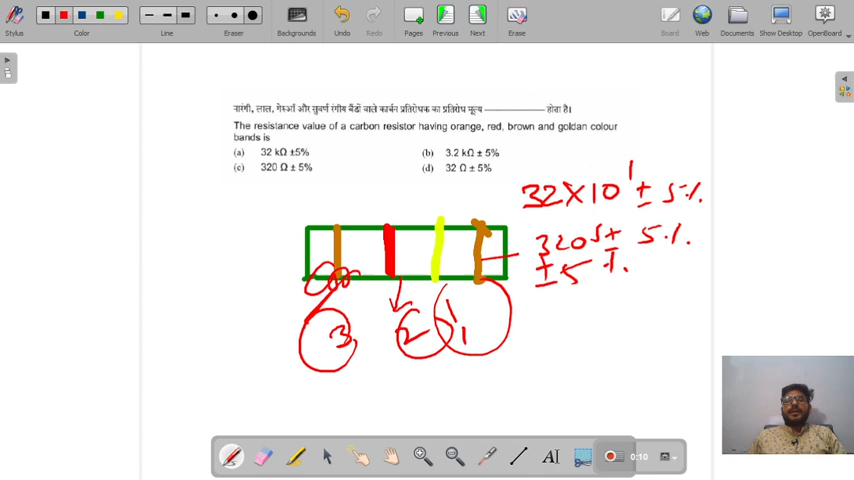 Stylus
Color
Line
Eraser
Backgrounds
Undo
Redo
Pages
Previous
Next
Erase
Board
Web
Documents
Show Desktop
OpenBoard
नारंगी, लाल, गेरुआँ और सुवर्ण रंगीय बैंडों वाले कार्बन प्रतिरोधक का प्रतिरोध मूल्य ———— होता है।
The resistance value of a carbon resistor having orange, red, brown and goldan colour
bands is
(a) 32 kΩ ±5% (b) 3.2 kΩ ± 5%
(c) 320 Ω ± 5% (d) 32 Ω ± 5%
32×10¹ ± 5%
320 ± 5%
± 5 %
3 2 1
AI
0:10